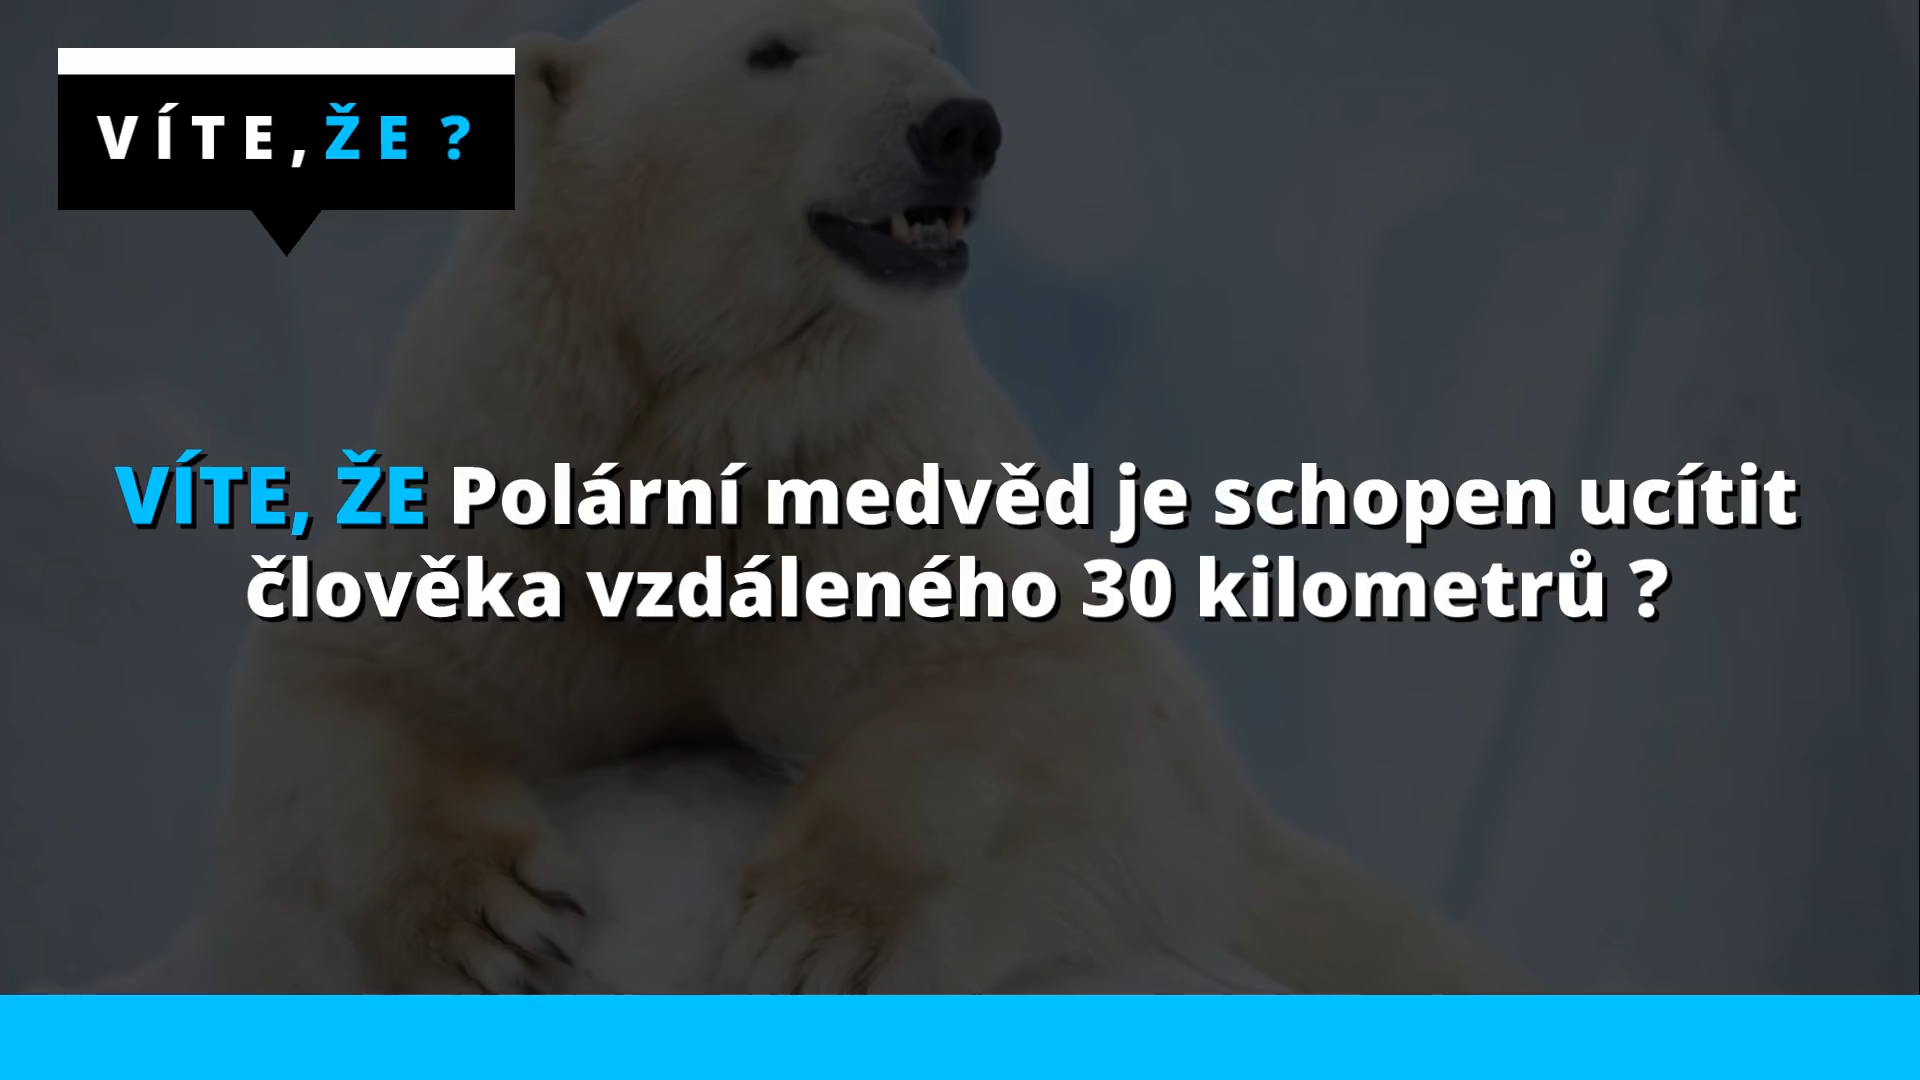 VÍTE, ŽE ?
VÍTE, ŽE Polární medvěd je schopen ucítit
člověka vzdáleného 30 kilometrů ?